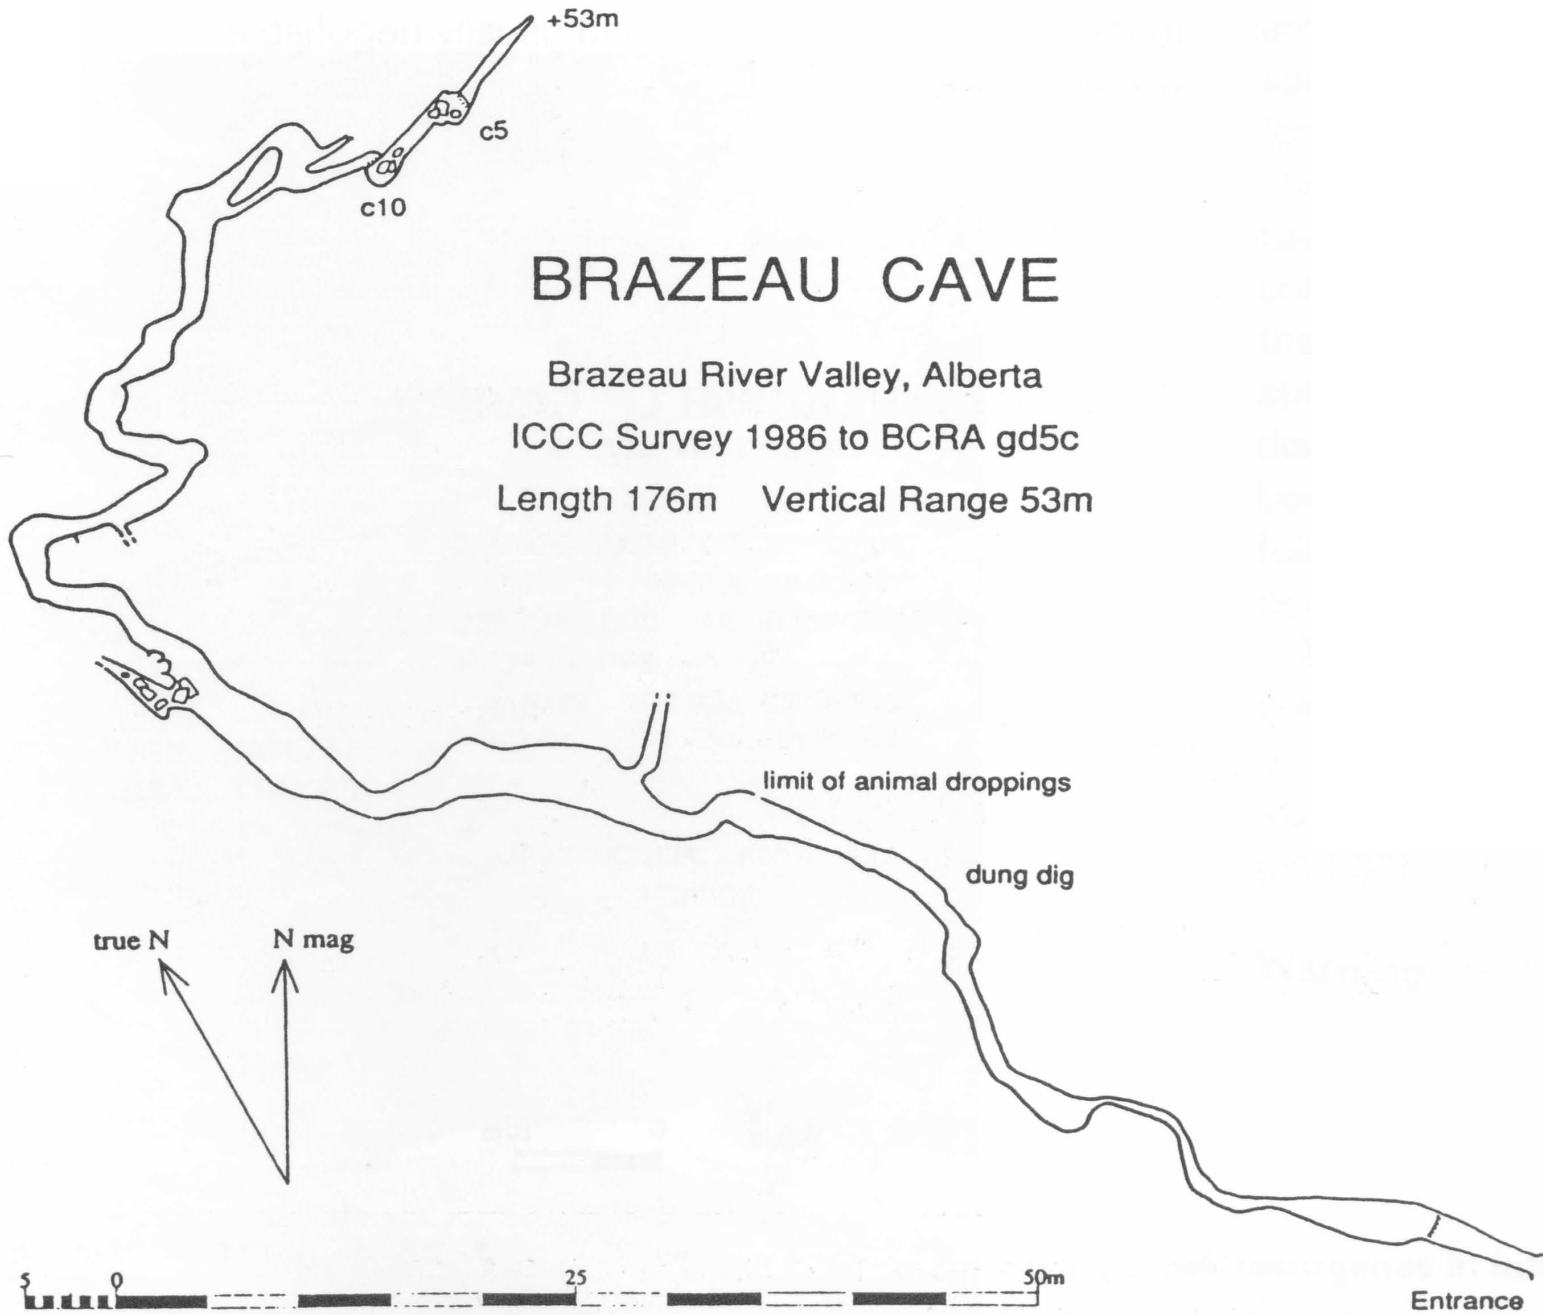 +53m
c5
c10
BRAZEAU CAVE
Brazeau River Valley, Alberta
ICCC Survey 1986 to BCRA gd5c
Length 176m Vertical Range 53m
limit of animal droppings
dung dig
true N N mag
5 0 25 50m
Entrance